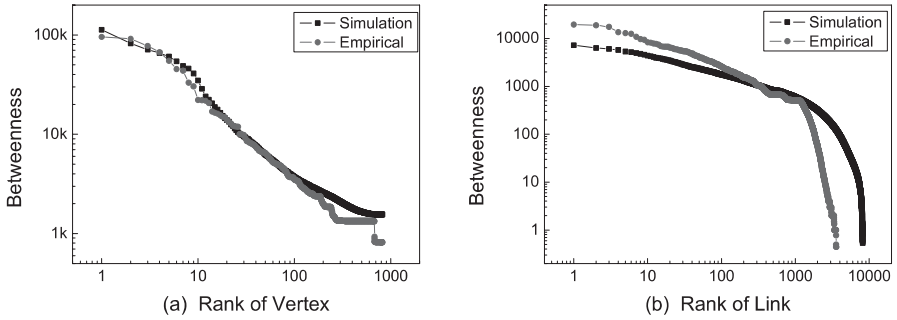 Simulation
Empirical
100k
10k
1k
Betweenness
1 10 100 1000
(a) Rank of Vertex
Simulation
Empirical
10000
1000
100
10
1
Betweenness
1 10 100 1000 10000
(b) Rank of Link